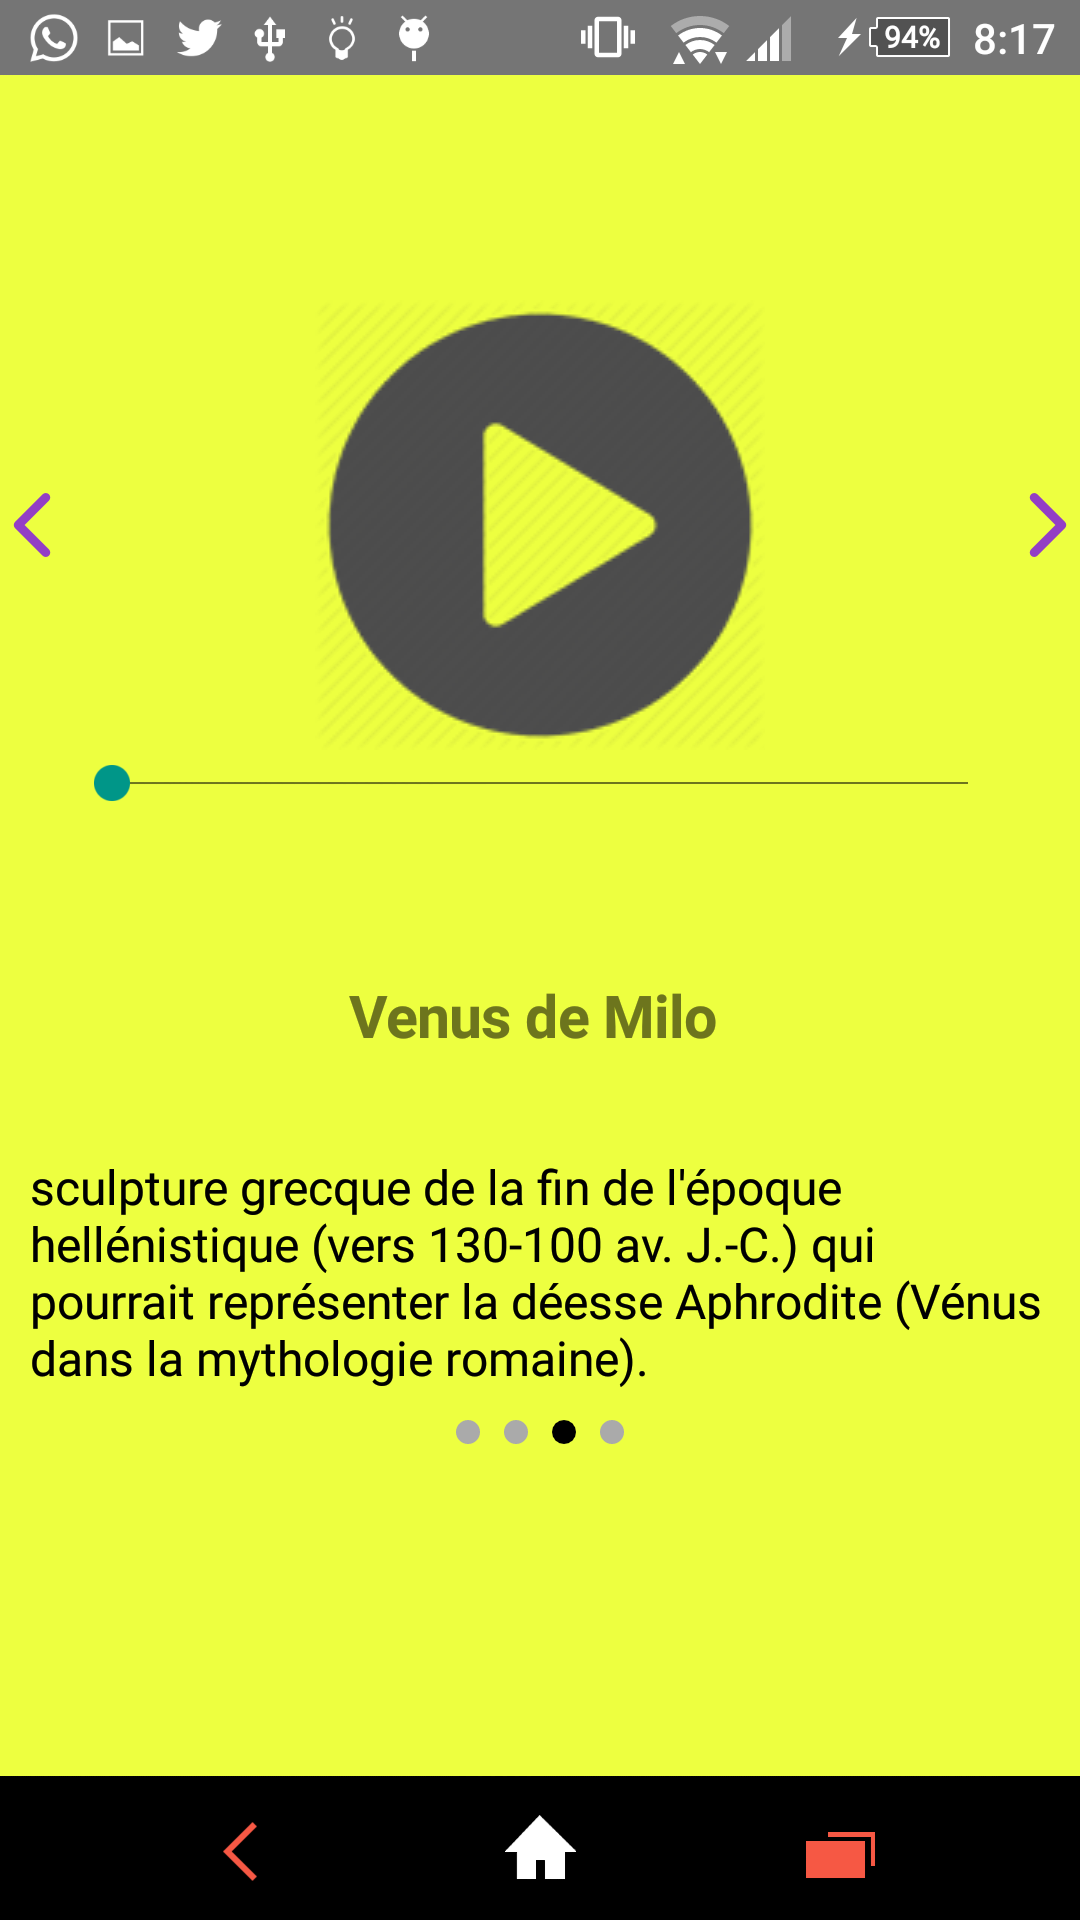 94% 8:17
Venus de Milo
sculpture grecque de la fin de l'époque
hellénistique (vers 130-100 av. J.-C.) qui
pourrait représenter la déesse Aphrodite (Vénus
dans la mythologie romaine).